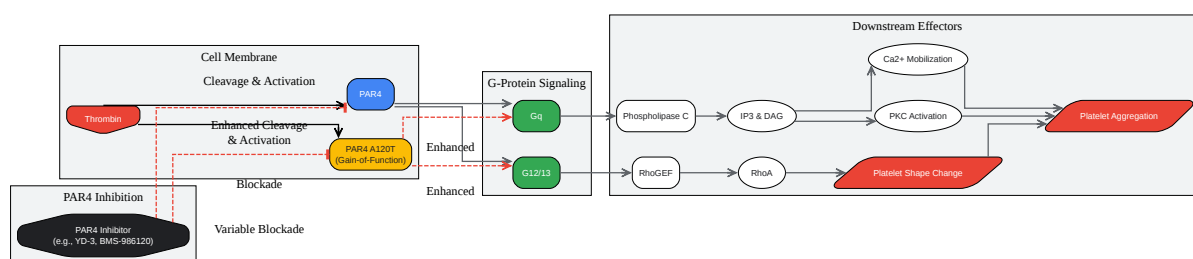 Downstream Effectors
Cell Membrane
Ca2+ Mobilization
Cleavage & Activation
G-Protein Signaling
PAR4
Thrombin
Gq
Phospholipase C
IP3 & DAG
PKC Activation
Platelet Aggregation
Enhanced Cleavage
& Activation
PAR4 A120T
(Gain-of-Function)
Enhanced
G12/13
RhoGEF
RhoA
Platelet Shape Change
Blockade
Enhanced
PAR4 Inhibition
PAR4 Inhibitor
(e.g., YD-3, BMS-986120)
Variable Blockade